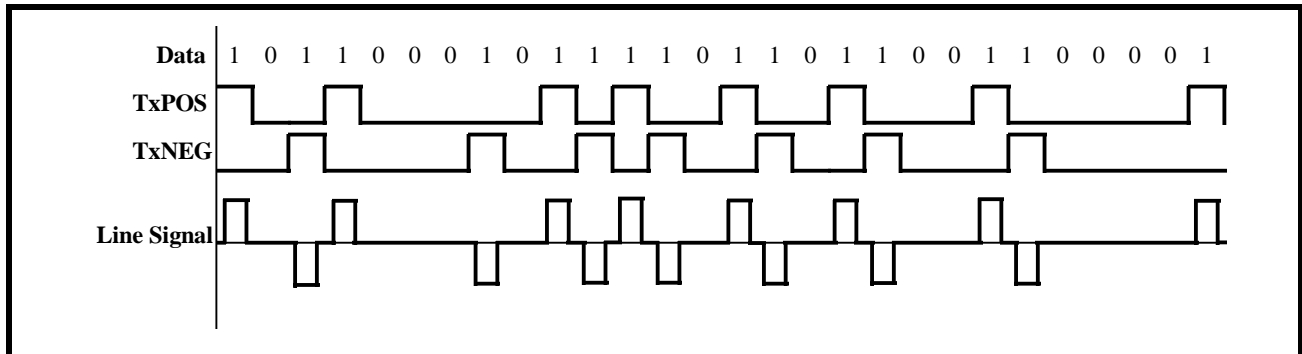 Data 1 0 1 1 0 0 0 1 0 1 1 1 1 0 1 1 0 1 1 0 0 1 1 0 0 0 0 1
TxPOS
TxNEG
Line Signal